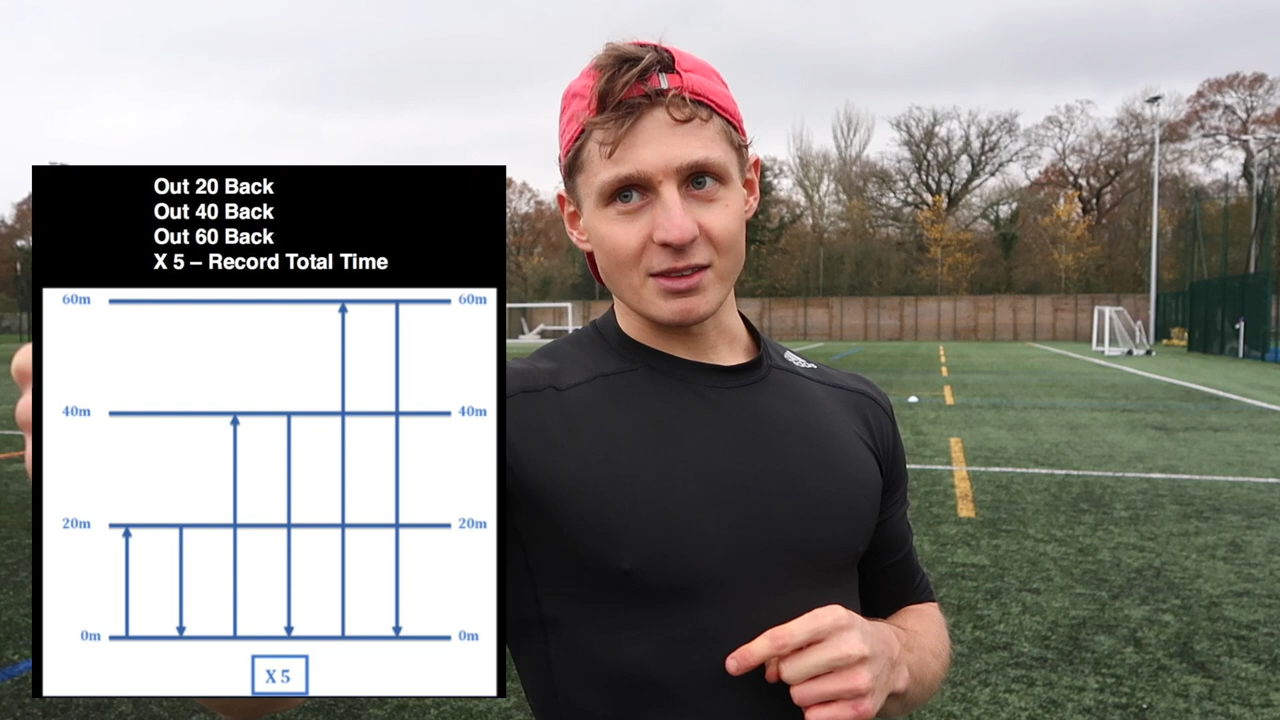 Out 20 Back
Out 40 Back
Out 60 Back
X 5 – Record Total Time
60m 60m
40m 40m
20m 20m
0m 0m
X 5